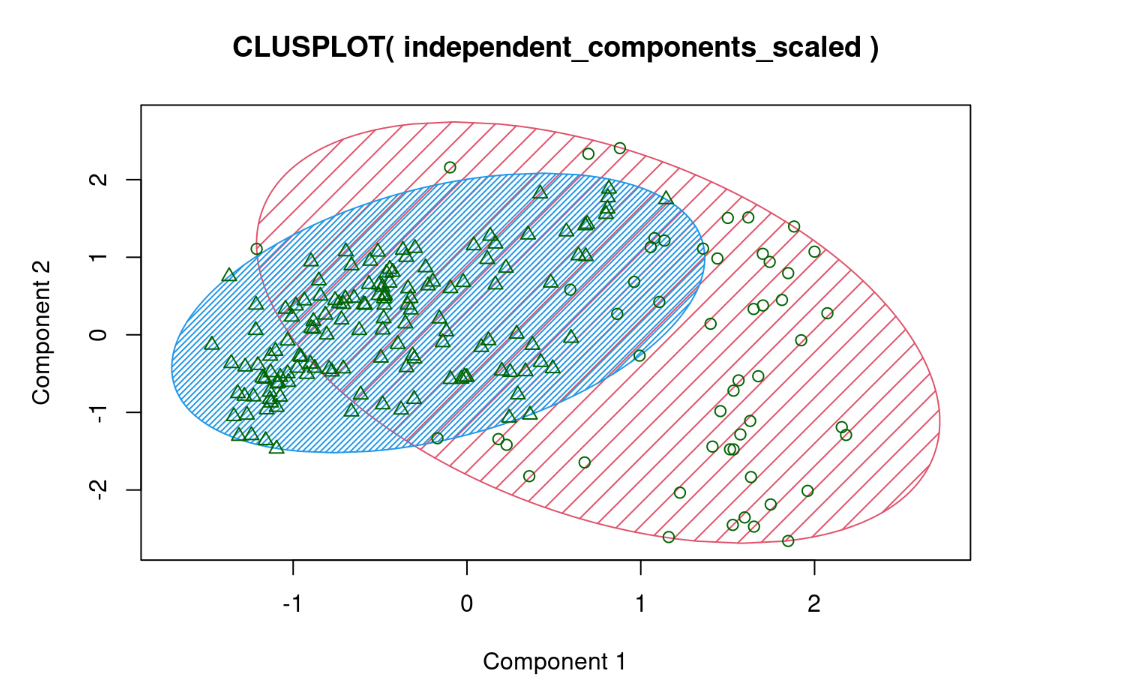 CLUSPLOT( independent_components_scaled )
Component 2
2
1
0
-1
-2
-1 0 1 2
Component 1